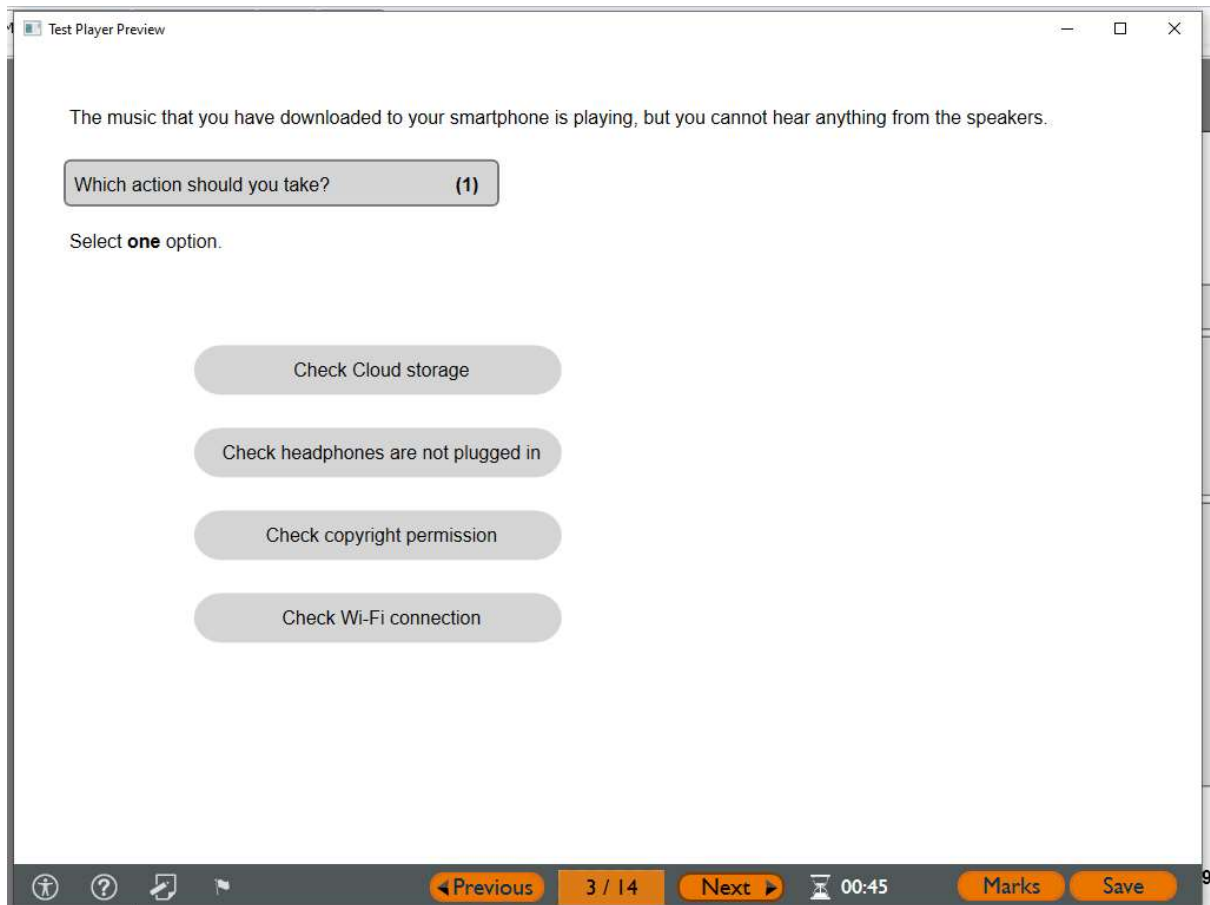 Test Player Preview
The music that you have downloaded to your smartphone is playing, but you cannot hear anything from the speakers.
Which action should you take? (1)
Select one option.
Check Cloud storage
Check headphones are not plugged in
Check copyright permission
Check Wi-Fi connection
Previous 3 / 14 Next 00:45 Marks Save